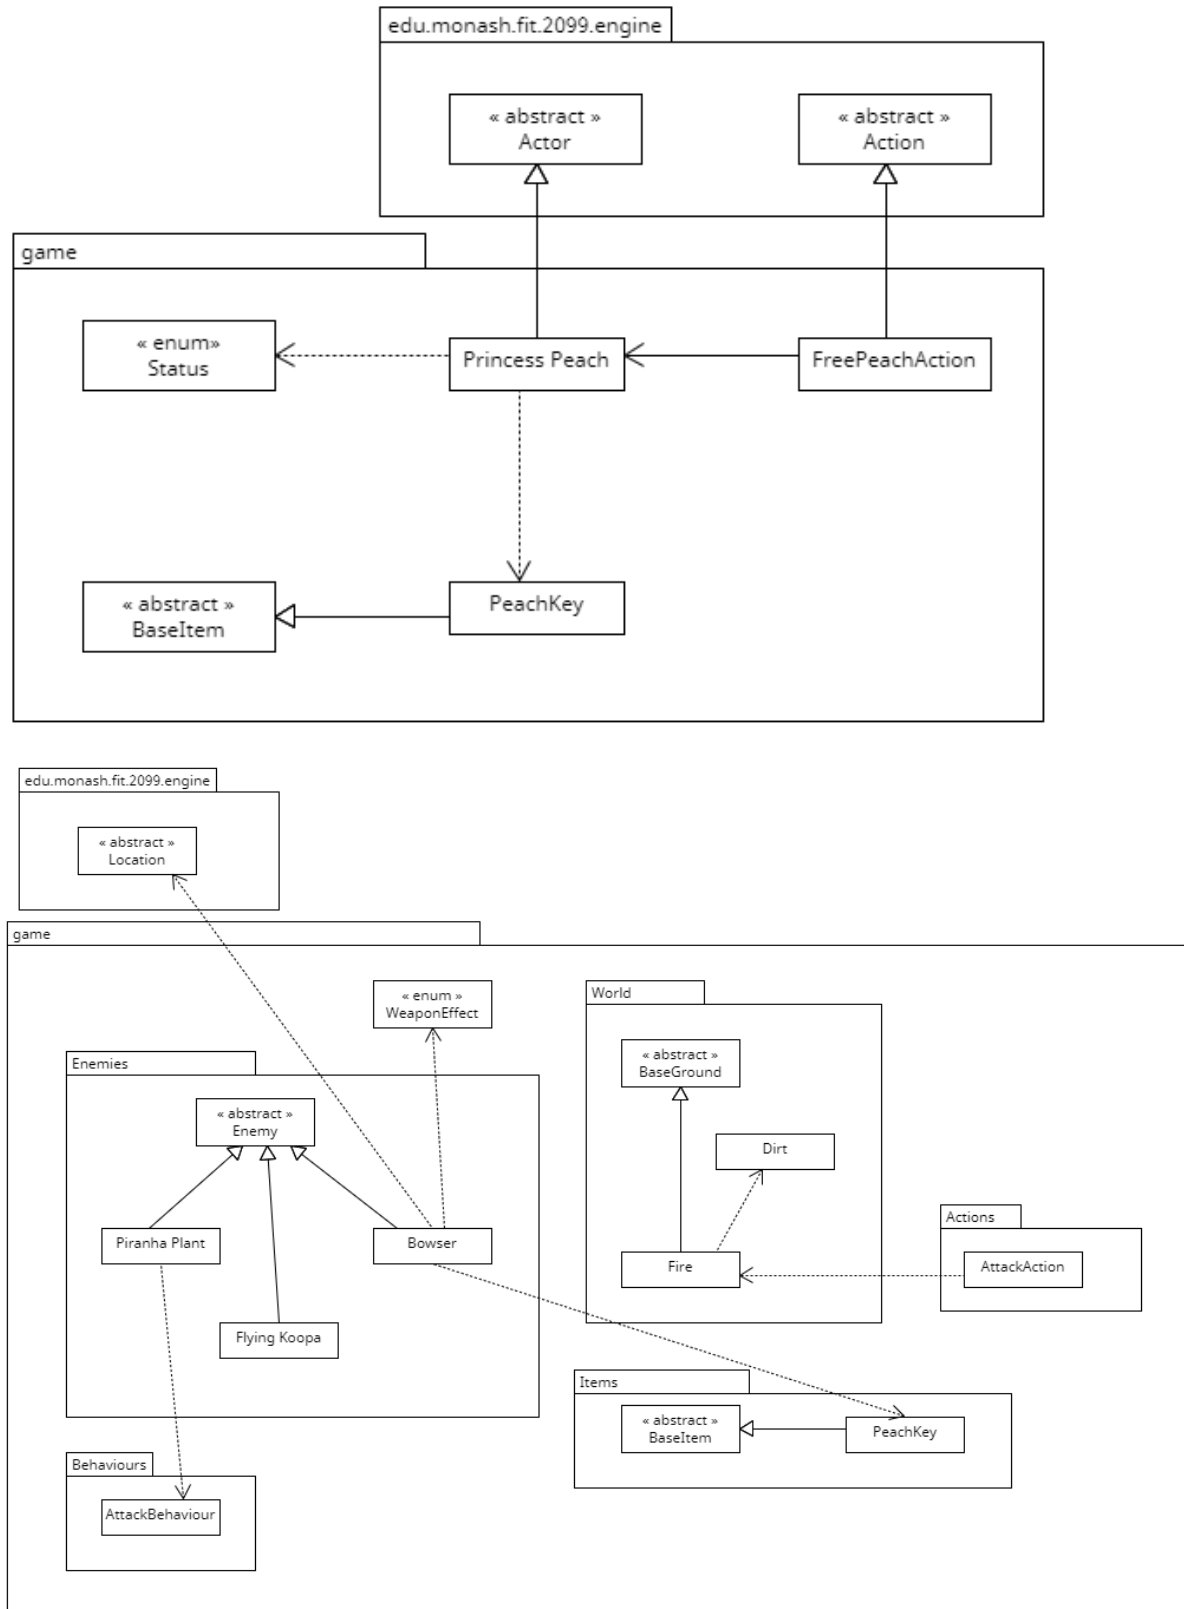 edu.monash.fit.2099.engine
« abstract »
Actor
« abstract »
Action
game
« enum»
Status
Princess Peach
FreePeachAction
« abstract »
BaseItem
PeachKey
edu.monash.fit.2099.engine
« abstract »
Location
game
« enum »
WeaponEffect
World
« abstract »
BaseGround
Enemies
« abstract »
Enemy
Dirt
Piranha Plant
Bowser
Fire
Actions
AttackAction
Flying Koopa
Items
« abstract »
BaseItem
PeachKey
Behaviours
AttackBehaviour